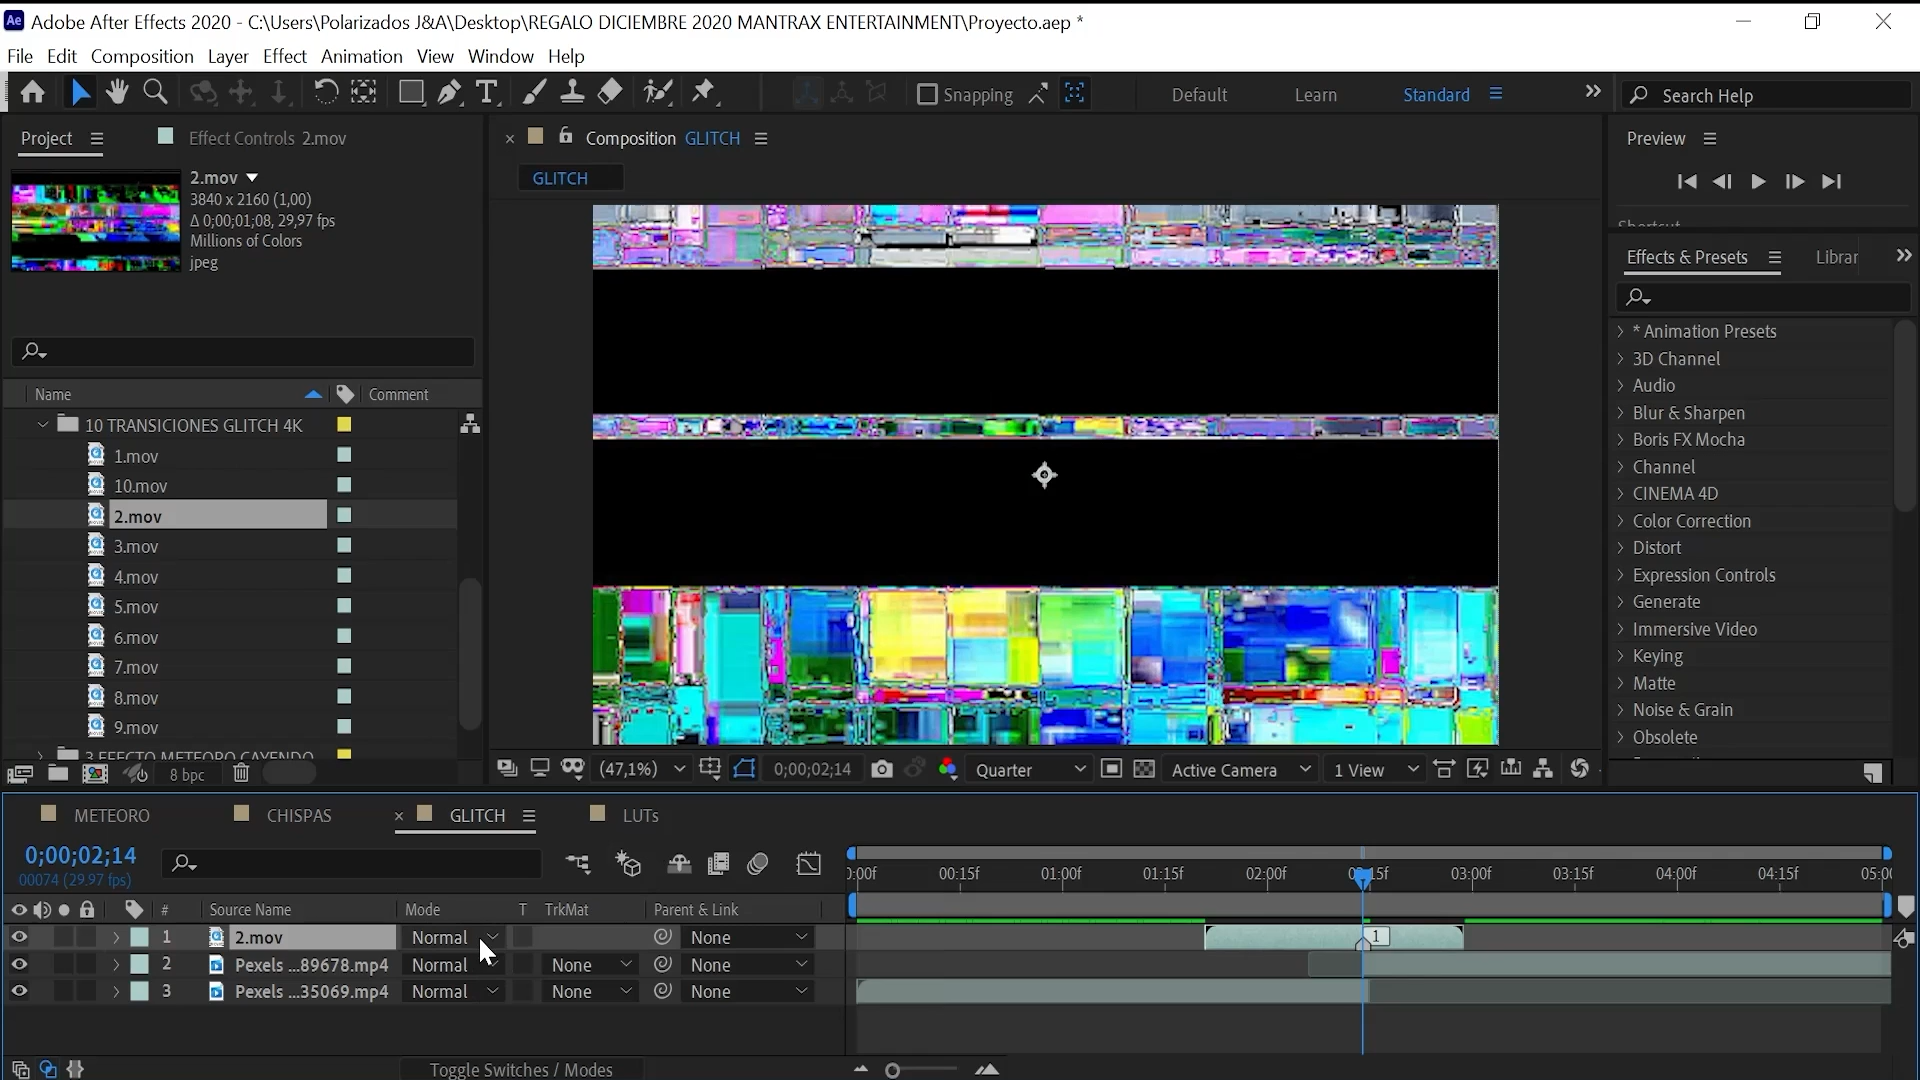 Ae Adobe After Effects 2020 - C:\Users\Polarizados J&A\Desktop\REGALO DICIEMBRE 2020 MANTRAX ENTERTAINMENT\Proyecto.aep *
File Edit Composition Layer Effect Animation View Window Help
Snapping Default Learn Standard Search Help
Project Effect Controls 2.mov
2.mov
3840 x 2160 (1,00)
Δ 0;00;01;08, 29,97 fps
Millions of Colors
jpeg
Name Comment
10 TRANSICIONES GLITCH 4K
1.mov
10.mov
2.mov
3.mov
4.mov
5.mov
6.mov
7.mov
8.mov
9.mov
3 EFECTO METEORO CAYENDO
8 bpc
Composition GLITCH
GLITCH
(47,1%) 0;00;02;14 Quarter Active Camera 1 View
Preview
Shortcut
Effects & Presets Librar
* Animation Presets
3D Channel
Audio
Blur & Sharpen
Boris FX Mocha
Channel
CINEMA 4D
Color Correction
Distort
Expression Controls
Generate
Immersive Video
Keying
Matte
Noise & Grain
Obsolete
METEORO CHISPAS GLITCH LUTs
0;00;02;14
00074 (29.97 fps)
):00f 00:15f 01:00f 01:15f 02:00f 15f 03:00f 03:15f 04:00f 04:15f 05:0(
# Source Name Mode T TrkMat Parent & Link
1 2.mov Normal None 1
2 Pexels ...89678.mp4 Normal None None
3 Pexels ...35069.mp4 Normal None None
Toggle Switches / Modes